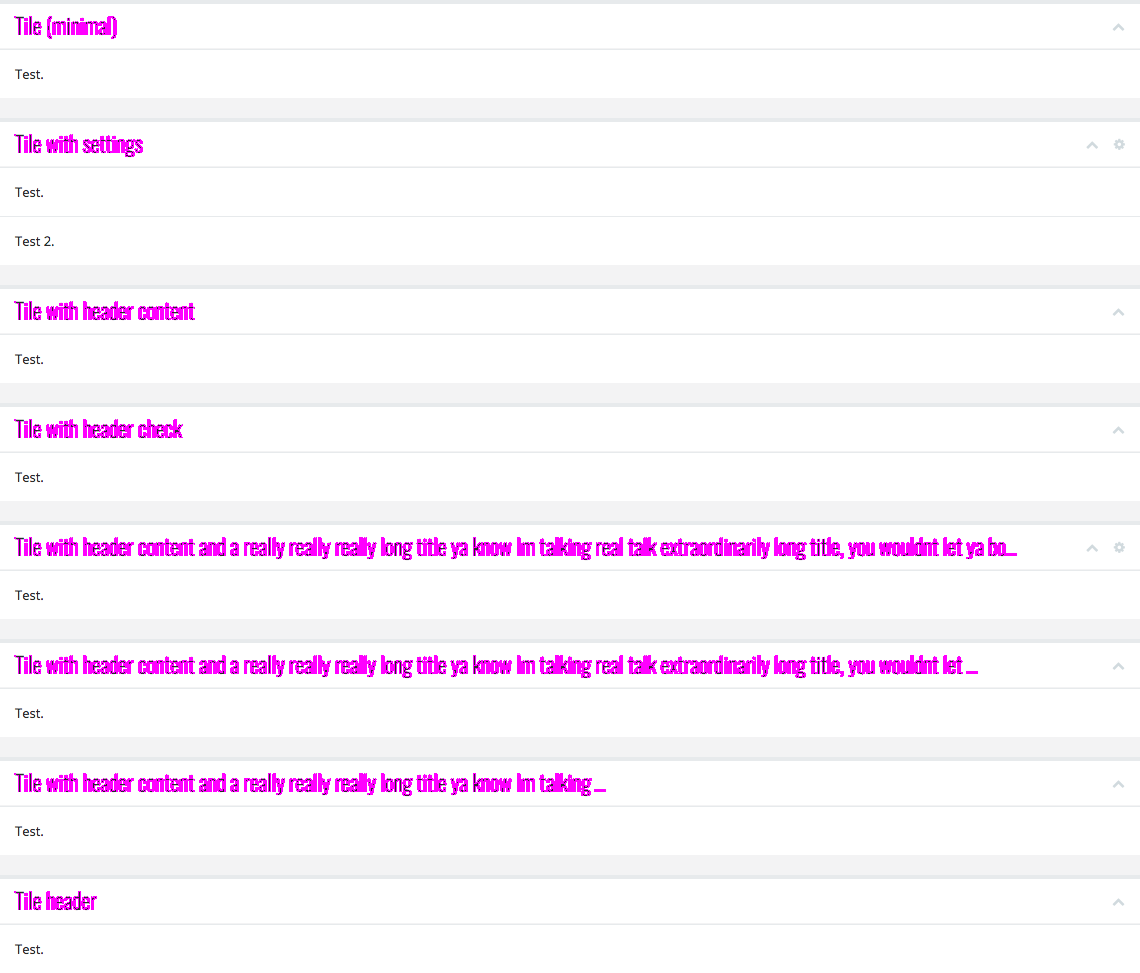 Tile (minimal)
Test.
Tile with settings
Test.
Test 2.
Tile with header content
Test.
Tile with header check
Test.
Tile with header content and a really really really long title ya know Im talking real talk extraordinarily long title, you wouldnt let ya bo...
Test.
Tile with header content and a really really really long title ya know Im talking real talk extraordinarily long title, you wouldnt let ...
Test.
Tile with header content and a really really really long title ya know Im talking ...
Test.
Tile header
Test.